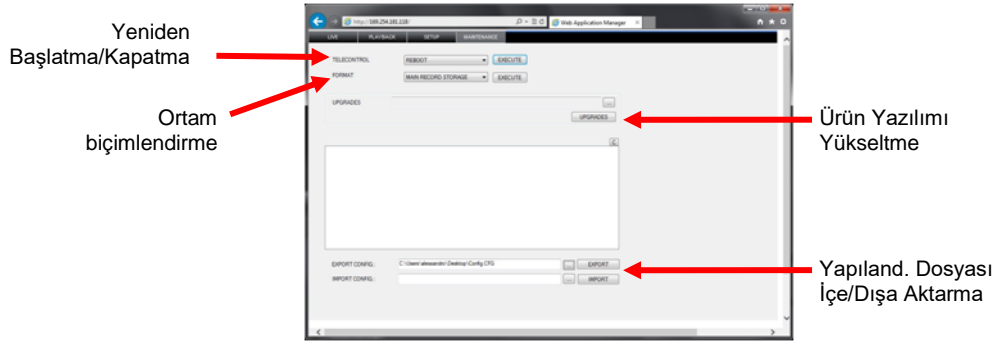 Yeniden
Başlatma/Kapatma
Ortam
biçimlendirme
http://169.254.181.118/
Web Application Manager
LIVE PLAYBACK SETUP MAINTENANCE
TELECONTROL REBOOT EXECUTE
FORMAT MAIN RECORD STORAGE EXECUTE
UPGRADES ...
UPGRADES
C
EXPORT CONFIG.: C:\Users\alessandro\Desktop\Config.CFG ... EXPORT
IMPORT CONFIG.: ... IMPORT
Ürün Yazılımı
Yükseltme
Yapıland. Dosyası
İçe/Dışa Aktarma